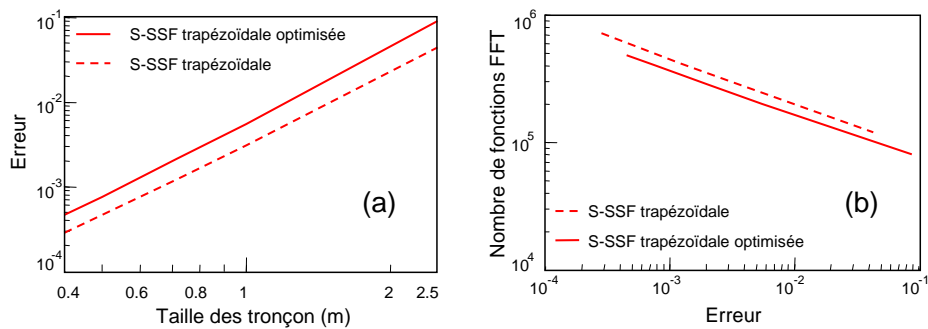 10^-1
10^-2
10^-3
10^-4
Erreur
S-SSF trapézoïdale optimisée
S-SSF trapézoïdale
(a)
0.4 0.6 0.8 1 2 2.5
Taille des tronçon (m)
10^6
10^5
10^4
Nombre de fonctions FFT
S-SSF trapézoïdale
S-SSF trapézoïdale optimisée
(b)
10^-4 10^-3 10^-2 10^-1
Erreur